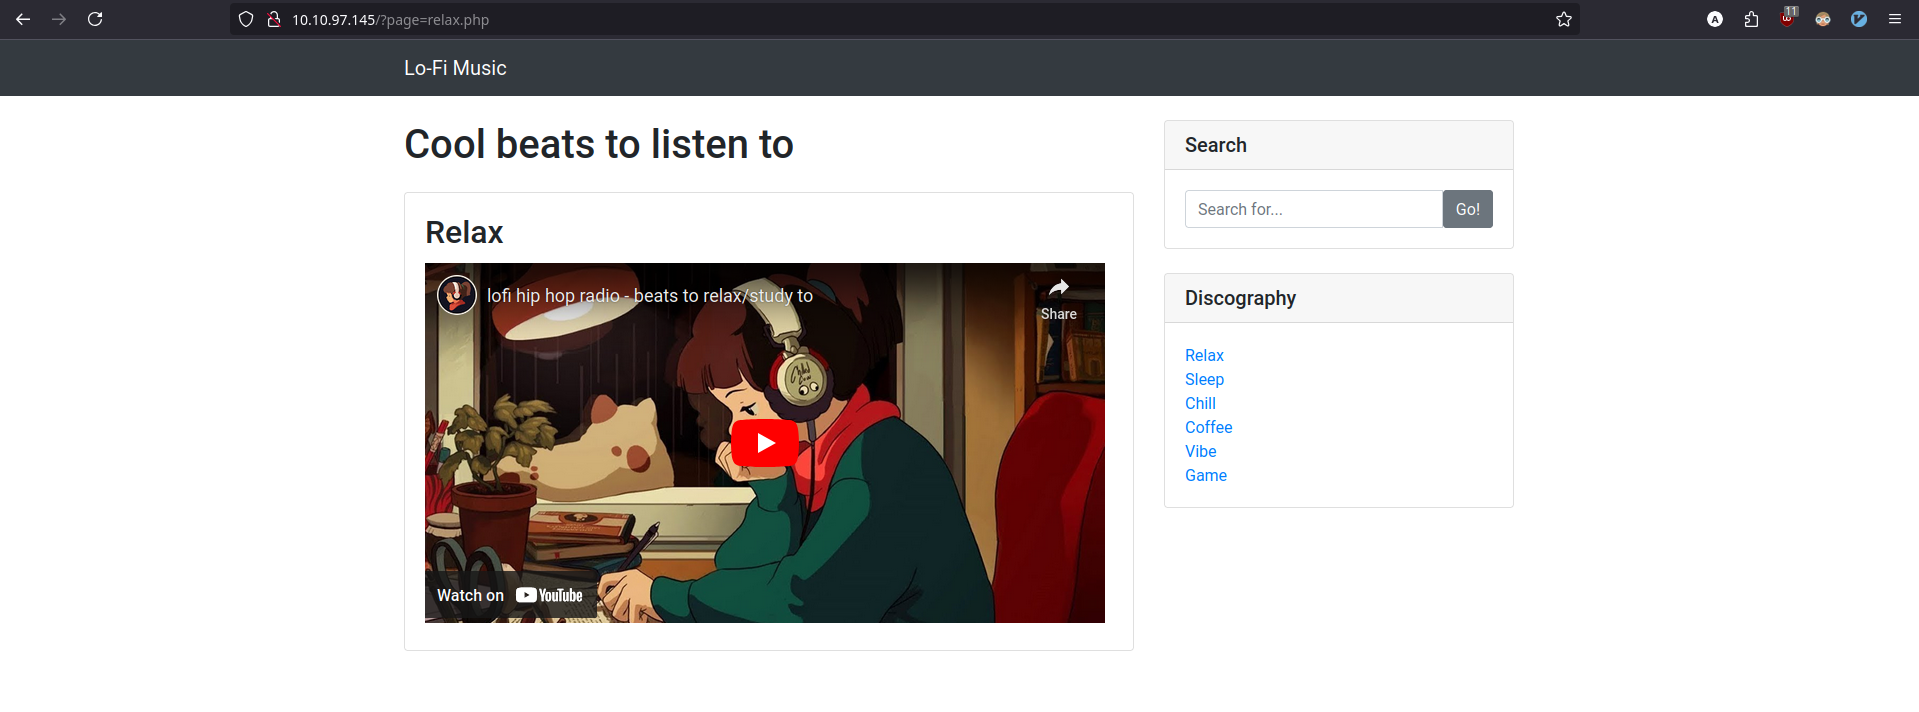 10.10.97.145/?page=relax.php
11
A
Lo-Fi Music
Cool beats to listen to
Relax
lofi hip hop radio - beats to relax/study to
Share
Watch on YouTube
Search
Search for...
Go!
Discography
Relax
Sleep
Chill
Coffee
Vibe
Game